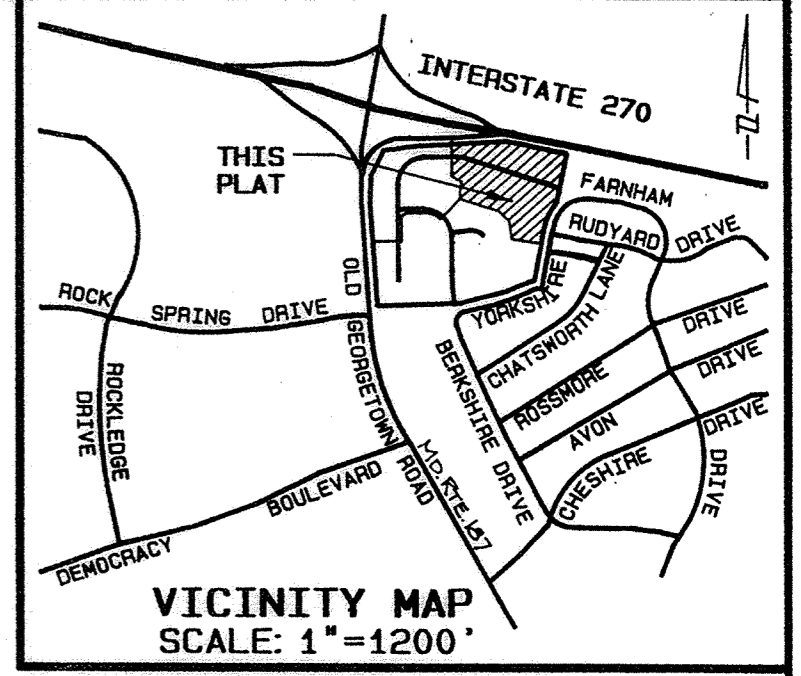 INTERSTATE 270
THIS
PLAT
FARNHAM
RUDYARD
DRIVE
OLD
GEORGETOWN
ROAD
ROCK
SPRING
DRIVE
YORKSHIRE
CHATSWORTH LANE
DRIVE
ROSSMORE
DRIVE
AVON
DRIVE
CHESHIRE
DRIVE
BERKSHIRE DRIVE
ROCKLEDGE
DRIVE
MD. RTE. 187
BOULEVARD
DEMOCRACY
N
VICINITY MAP
SCALE: 1"=1200'